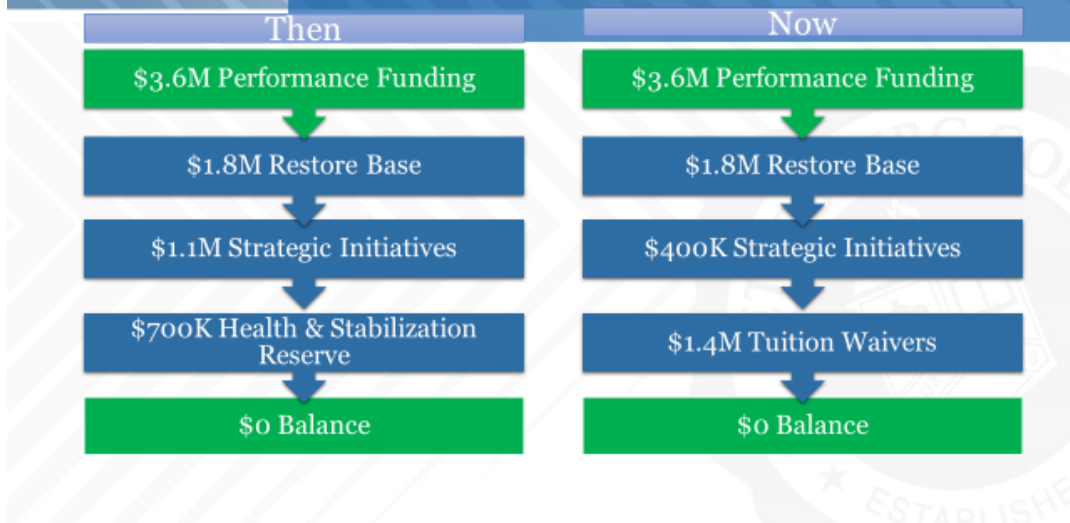 Then
$3.6M Performance Funding
$1.8M Restore Base
$1.1M Strategic Initiatives
$700K Health & Stabilization
Reserve
$0 Balance
Now
$3.6M Performance Funding
$1.8M Restore Base
$400K Strategic Initiatives
$1.4M Tuition Waivers
$0 Balance
ESTABLISHE